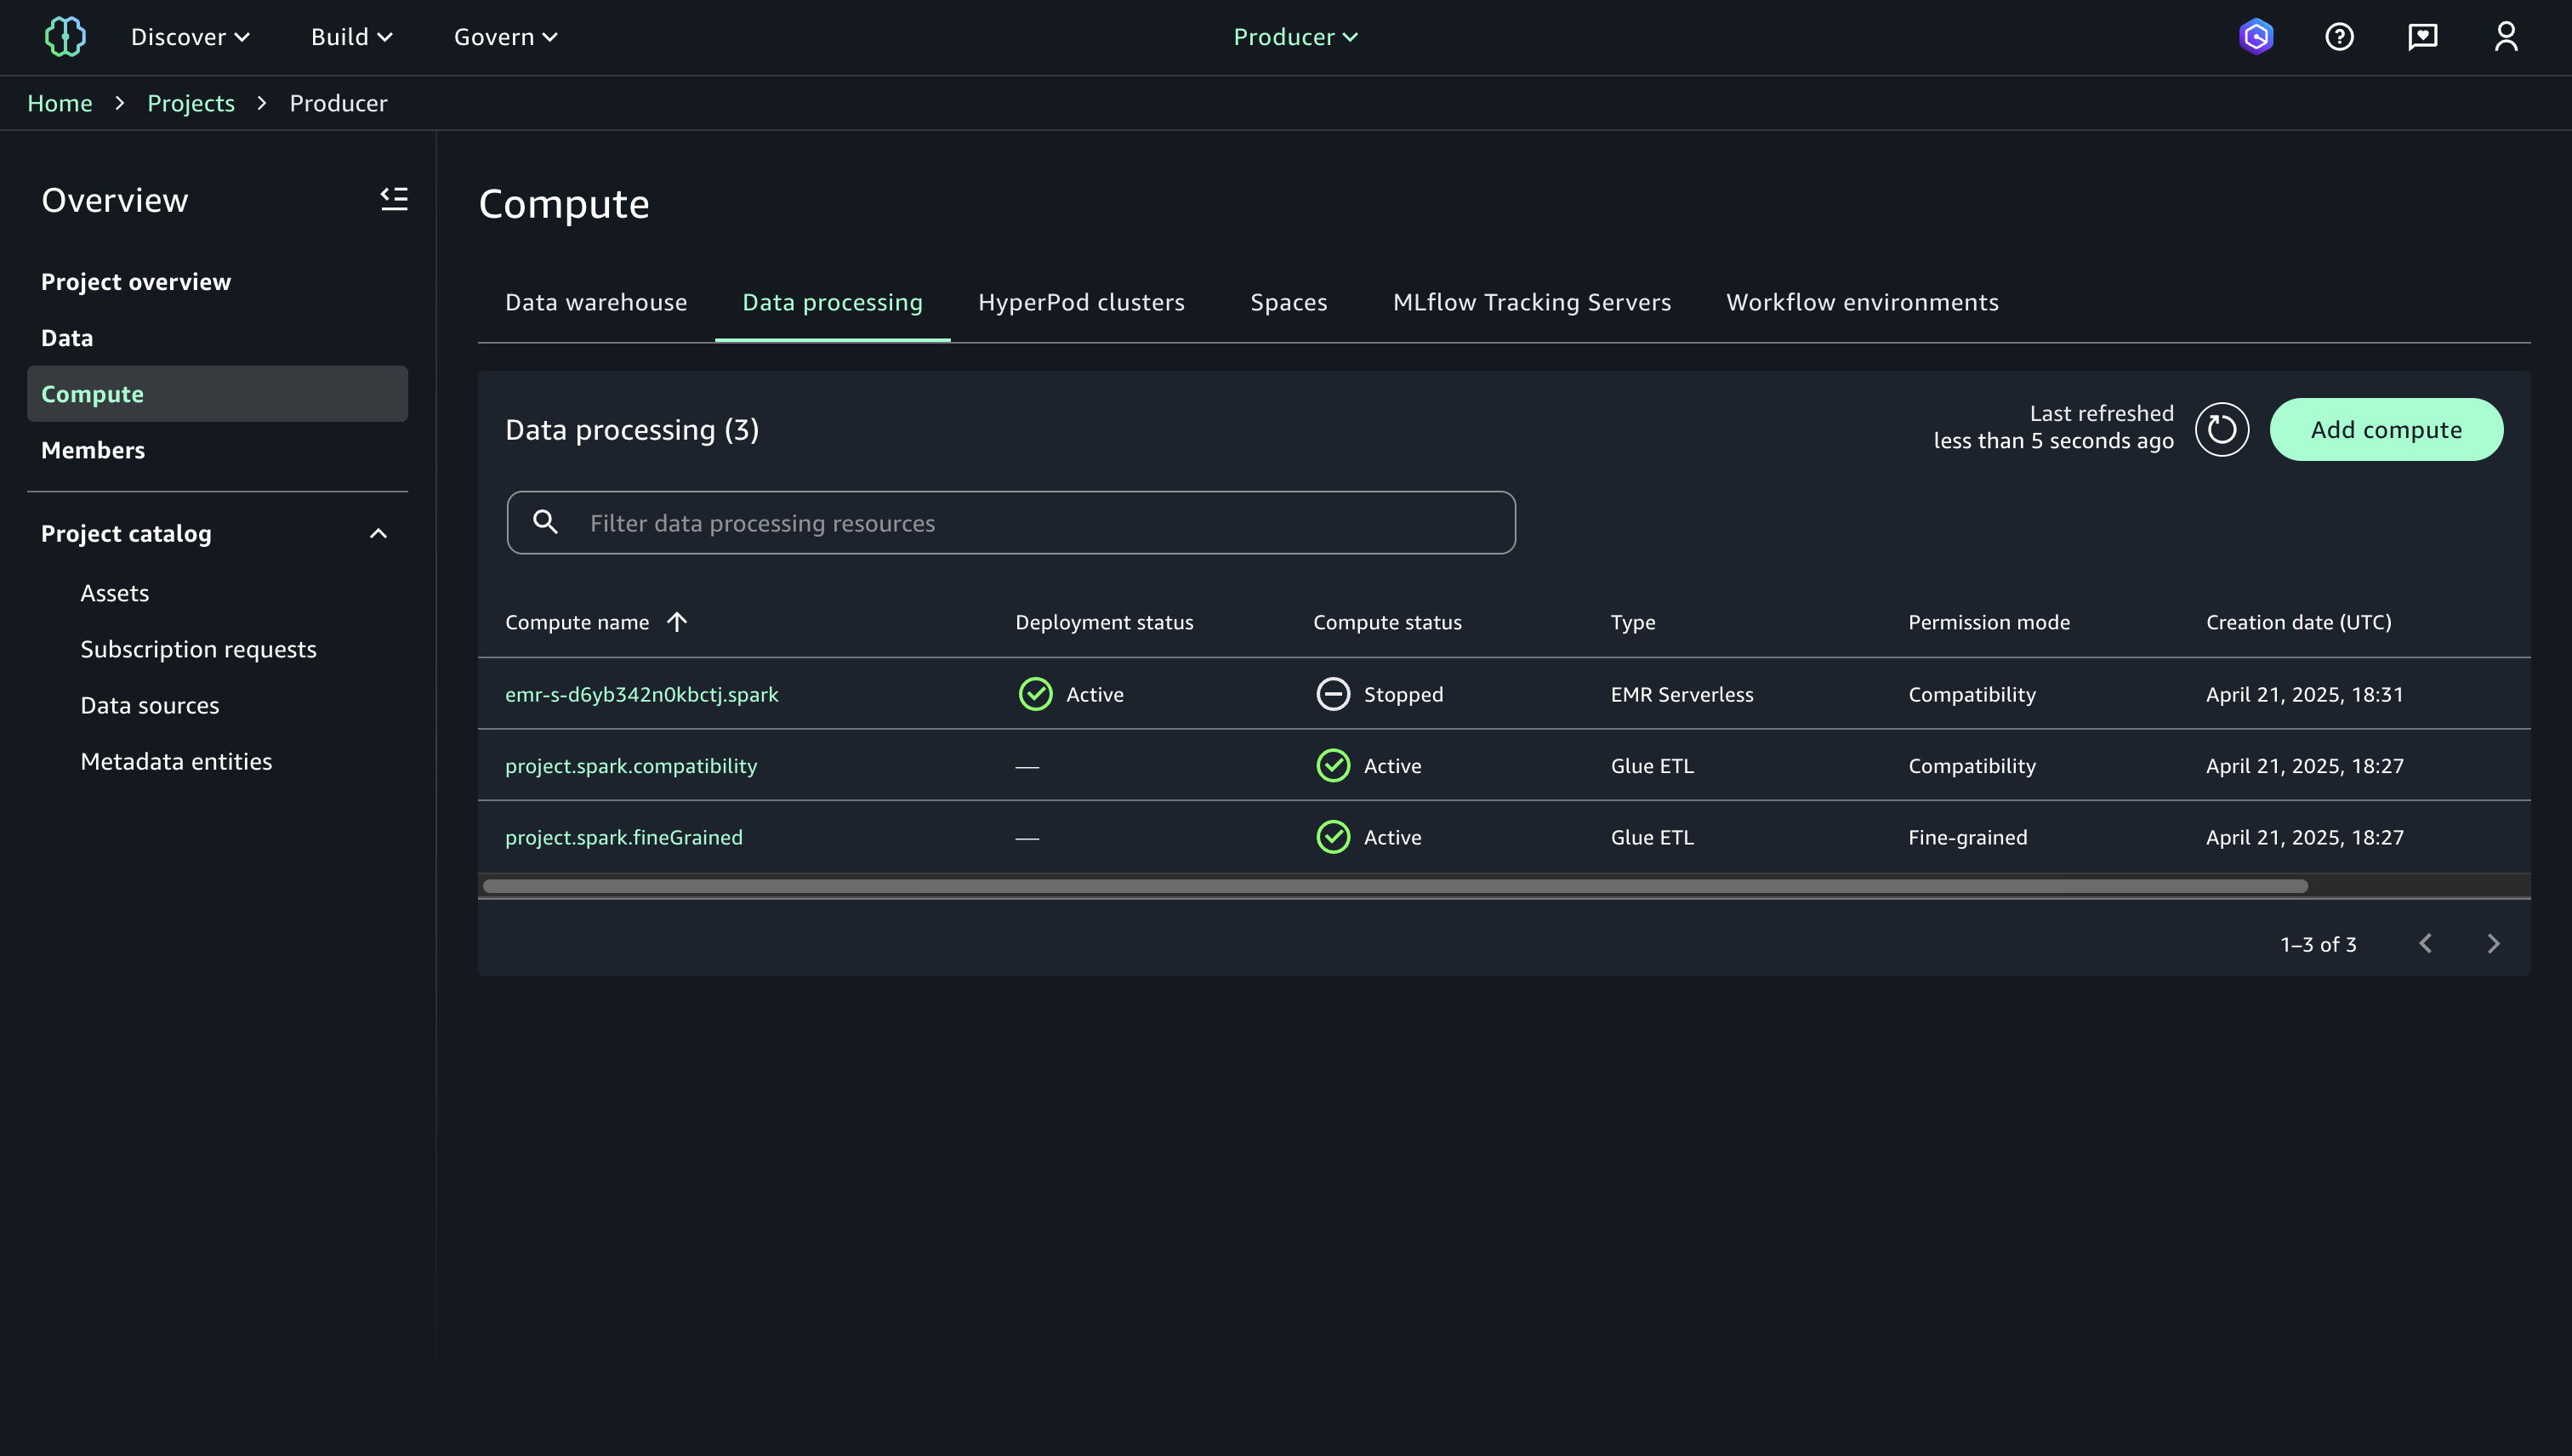 Discover Build Govern Producer
Home > Projects > Producer
Overview
Project overview
Data
Compute
Members
Project catalog
Assets
Subscription requests
Data sources
Metadata entities
Compute
Data warehouse Data processing HyperPod clusters Spaces MLflow Tracking Servers Workflow environments
Data processing (3)
Last refreshed
less than 5 seconds ago
Add compute
Filter data processing resources
Compute name Deployment status Compute status Type Permission mode Creation date (UTC)
emr-s-d6yb342n0kbctj.spark Active Stopped EMR Serverless Compatibility April 21, 2025, 18:31
project.spark.compatibility — Active Glue ETL Compatibility April 21, 2025, 18:27
project.spark.fineGrained — Active Glue ETL Fine-grained April 21, 2025, 18:27
1–3 of 3